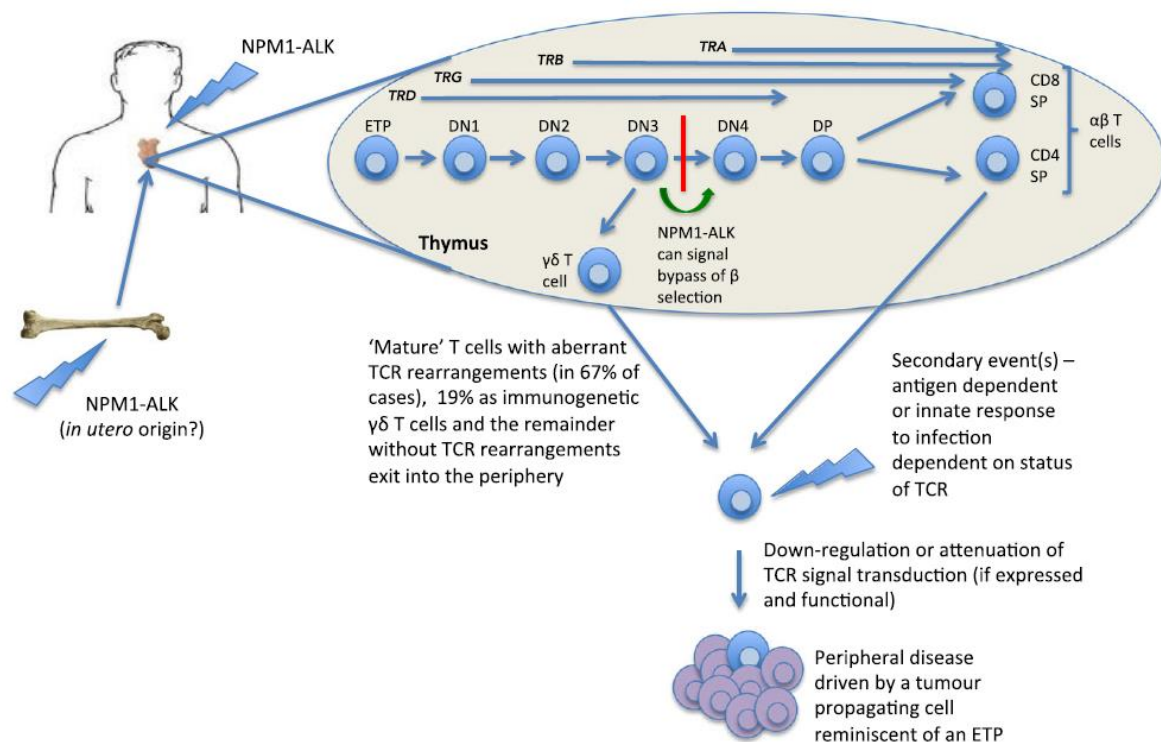 NPM1-ALK
TRA
TRB
TRG
TRD
ETP
DN1
DN2
DN3
DN4
DP
CD8
SP
CD4
SP
αβ T
cells
Thymus
γδ T
cell
NPM1-ALK
can signal
bypass of β
selection
NPM1-ALK
(in utero origin?)
‘Mature’ T cells with aberrant
TCR rearrangements (in 67% of
cases), 19% as immunogenetic
γδ T cells and the remainder
without TCR rearrangements
exit into the periphery
Secondary event(s) –
antigen dependent
or innate response
to infection
dependent on status
of TCR
Down-regulation or attenuation of
TCR signal transduction (if expressed
and functional)
Peripheral disease
driven by a tumour
propagating cell
reminiscent of an ETP